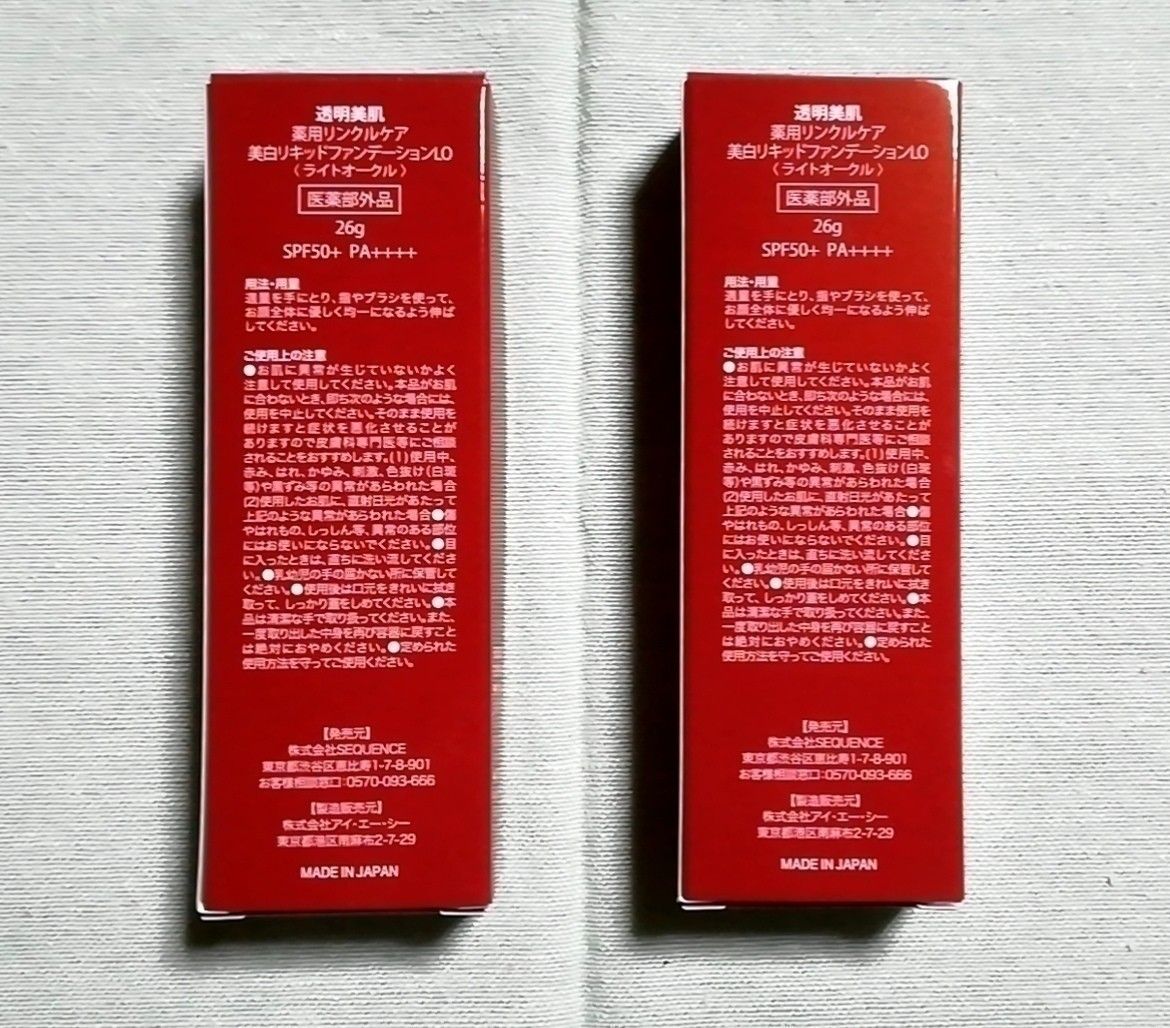 透明美肌
薬用リンクルケア
美白リキッドファンデーションLO
〈ライトオークル〉
医薬部外品
26g
SPF50+ PA++++
用法・用量
適量を手にとり、指やブラシを使って、
お顔全体に優しく均一になるよう伸ば
してください。
ご使用上の注意
●お肌に異常が生じていないかよく
注意して使用してください。本品がお肌
に合わないとき、即ち次のような場合には、
使用を中止してください。そのまま使用を
続けますと症状を悪化させることが
ありますので皮膚科専門医等にご相談
されることをおすすめします。(1)使用中、
赤み、はれ、かゆみ、刺激、色抜け(白斑
等)や黒ずみ等の異常があらわれた場合
(2)使用したお肌に、直射日光があたって
上記のような異常があらわれた場合●傷
やはれもの、しっしん等、異常のある部位
にはお使いにならないでください。●目
に入ったときは、直ちに洗い流してくださ
い。●乳幼児の手の届かない所に保管して
ください。●使用後は口元をきれいに拭き
取って、しっかり蓋をしめてください。●本
品は清潔な手で取り扱ってください。また、
一度取り出した中身を再び容器に戻すこと
は絶対におやめください。●定められた
使用方法を守ってご使用ください。
【発売元】
株式会社SEQUENCE
東京都渋谷区恵比寿1-7-8-901
お客様相談窓口:0570-093-666
【製造販売元】
株式会社アイ・エー・シー
東京都港区南麻布2-7-29
MADE IN JAPAN
透明美肌
薬用リンクルケア
美白リキッドファンデーションLO
〈ライトオークル〉
医薬部外品
26g
SPF50+ PA++++
用法・用量
適量を手にとり、指やブラシを使って、
お顔全体に優しく均一になるよう伸ば
してください。
ご使用上の注意
●お肌に異常が生じていないかよく
注意して使用してください。本品がお肌
に合わないとき、即ち次のような場合には、
使用を中止してください。そのまま使用を
続けますと症状を悪化させることが
ありますので皮膚科専門医等にご相談
されることをおすすめします。(1)使用中、
赤み、はれ、かゆみ、刺激、色抜け(白斑
等)や黒ずみ等の異常があらわれた場合
(2)使用したお肌に、直射日光があたって
上記のような異常があらわれた場合●傷
やはれもの、しっしん等、異常のある部位
にはお使いにならないでください。●目
に入ったときは、直ちに洗い流してくださ
い。●乳幼児の手の届かない所に保管して
ください。●使用後は口元をきれいに拭き
取って、しっかり蓋をしめてください。●本
品は清潔な手で取り扱ってください。また、
一度取り出した中身を再び容器に戻すこと
は絶対におやめください。●定められた
使用方法を守ってご使用ください。
【発売元】
株式会社SEQUENCE
東京都渋谷区恵比寿1-7-8-901
お客様相談窓口:0570-093-666
【製造販売元】
株式会社アイ・エー・シー
東京都港区南麻布2-7-29
MADE IN JAPAN